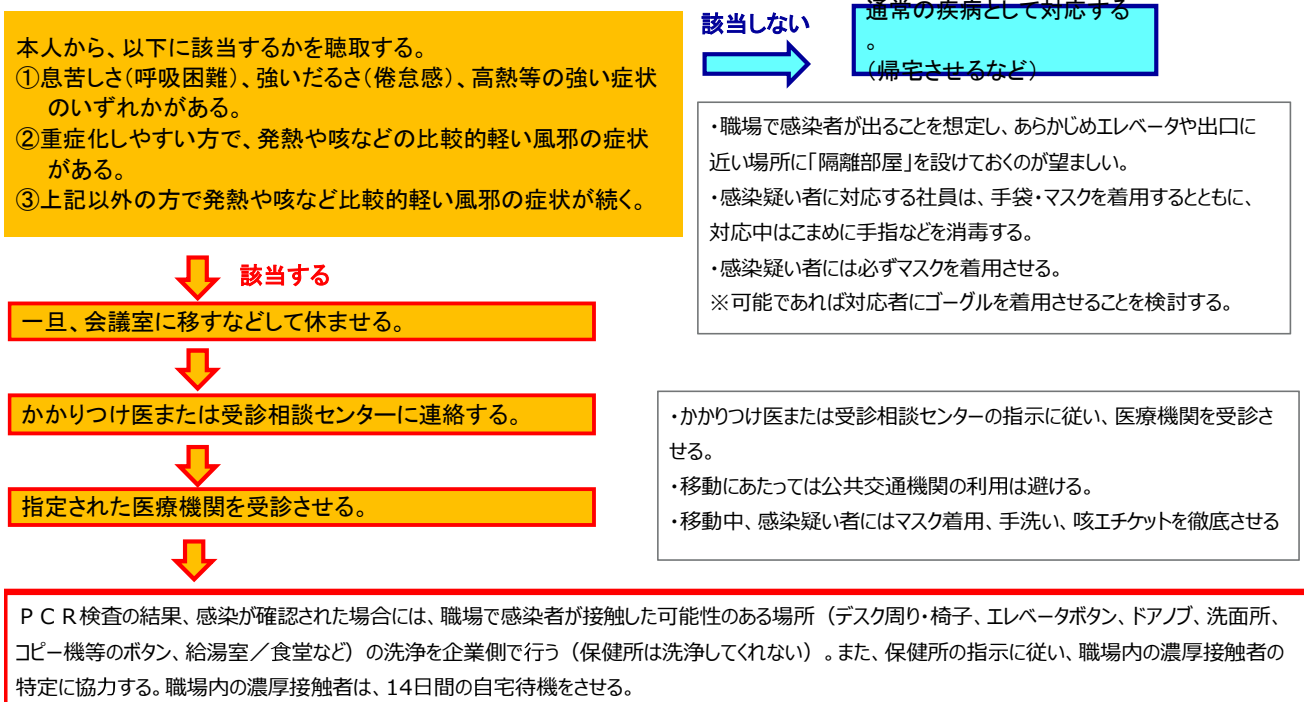 本人から、以下に該当するかを聴取する。
①息苦しさ(呼吸困難)、強いだるさ(倦怠感)、高熱等の強い症状
のいずれかがある。
②重症化しやすい方で、発熱や咳などの比較的軽い風邪の症状
がある。
③上記以外の方で発熱や咳など比較的軽い風邪の症状が続く。
該当しない
通常の疾病として対応する
。
(帰宅させるなど)
・職場で感染者が出ることを想定し、あらかじめエレベータや出口に
近い場所に「隔離部屋」を設けておくのが望ましい。
・感染疑い者に対応する社員は、手袋・マスクを着用するとともに、
対応中はこまめに手指などを消毒する。
・感染疑い者には必ずマスクを着用させる。
※可能であれば対応者にゴーグルを着用させることを検討する。
該当する
一旦、会議室に移すなどして休ませる。
かかりつけ医または受診相談センターに連絡する。
指定された医療機関を受診させる。
・かかりつけ医または受診相談センターの指示に従い、医療機関を受診さ
せる。
・移動にあたっては公共交通機関の利用は避ける。
・移動中、感染疑い者にはマスク着用、手洗い、咳エチケットを徹底させる
ＰＣＲ検査の結果、感染が確認された場合には、職場で感染者が接触した可能性のある場所（デスク周り・椅子、エレベータボタン、ドアノブ、洗面所、
コピー機等のボタン、給湯室／食堂など）の洗浄を企業側で行う（保健所は洗浄してくれない）。また、保健所の指示に従い、職場内の濃厚接触者の
特定に協力する。職場内の濃厚接触者は、14日間の自宅待機をさせる。